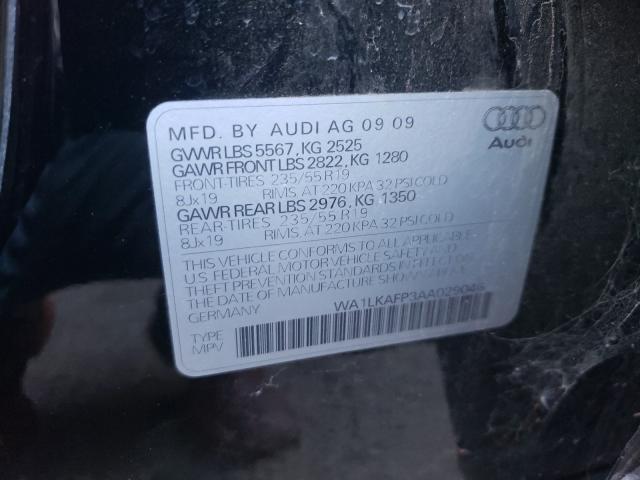 MFD. BY AUDI AG 09 09
GVWR LBS 5567, KG 2525
GAWR FRONT LBS 2822, KG 1280
FRONT-TIRES 235/55 R19
8Jx19 RIMS, AT 220 KPA 32 PSI COLD
GAWR REAR LBS 2976, KG 1350
REAR-TIRES 235/55 R19
8Jx19 RIMS, AT 220 KPA 32 PSI COLD
THIS VEHICLE CONFORMS TO ALL APPLICABLE
U.S. FEDERAL MOTOR VEHICLE SAFETY AND
THEFT PREVENTION STANDARDS IN EFFECT ON
THE DATE OF MANUFACTURE SHOWN ABOVE.
GERMANY WA1LKAFP3AA029046
TYPE
MPV
Audi